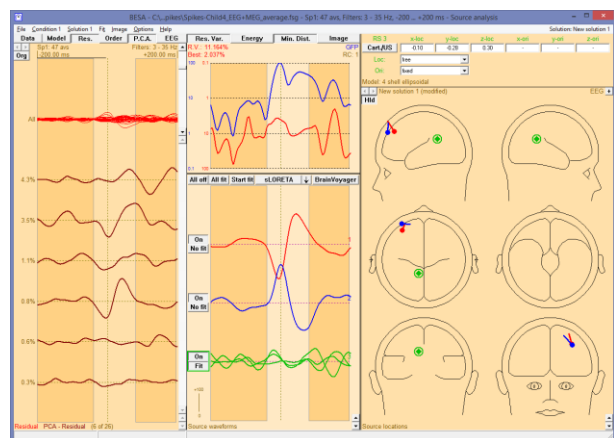 BESA - C:\...pikes\Spikes-Child4_EEG+MEG_average.hsg - Sp1: 47 avs, Filters: 3 - 35 Hz, -200 ... +200 ms - Source analysis
File Condition 1 Solution 1 Fit Image Options Help
Solution: New solution 1
Data Model Res. Order P.C.A. EEG
Res. Var. Energy Min. Dist. Image
RS 3 x-loc y-loc z-loc x-ori y-ori z-ori
Org
Sp1: 47 avs Filters: 3 - 35 Hz
-200.00 ms +200.00 ms
R.V.: 11.164% GFP
Best: 2.037% RC: 1
Cart./US -0.10 0.20 0.30
Loc: free
Ori: fixed
Model: 4 shell ellipsoidal
New solution 1 (modified) EEG
Hld
All
4.3%
3.6%
1.1%
0.8%
0.6%
0.3%
All off All fit Start fit sLORETA BrainVoyager
On
No fit
On
No fit
On
Fit
Residual PCA - Residual (6 of 26)
Source waveforms
Source locations